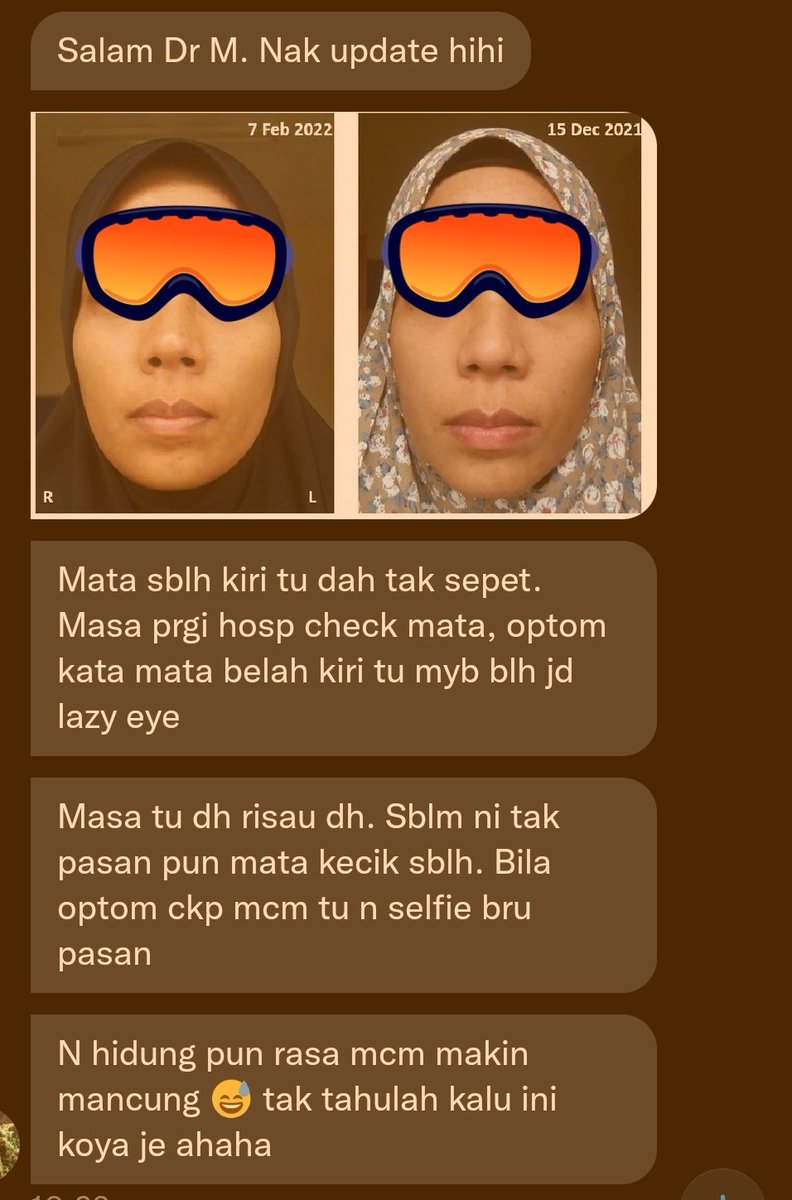 Salam Dr M. Nak update hihi
7 Feb 2022
15 Dec 2021
R
L
Mata sblh kiri tu dah tak sepet.
Masa prgi hosp check mata, optom
kata mata belah kiri tu myb blh jd
lazy eye
Masa tu dh risau dh. Sblm ni tak
pasan pun mata kecik sblh. Bila
optom ckp mcm tu n selfie bru
pasan
N hidung pun rasa mcm makin
mancung 😅 tak tahulah kalu ini
koya je ahaha